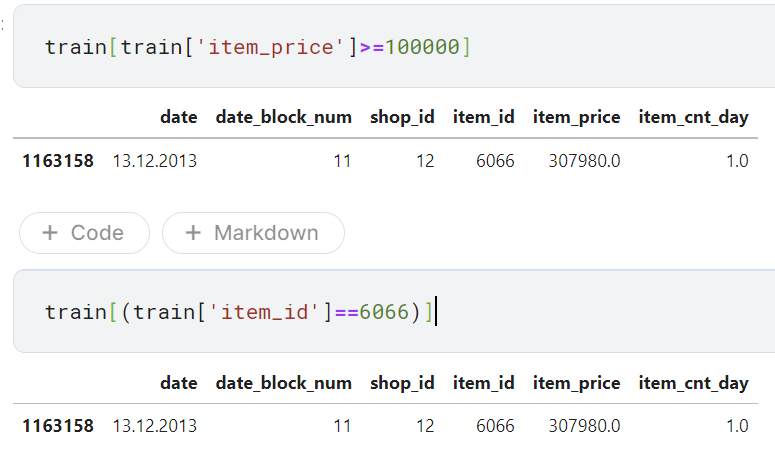 train[train['item_price']>=100000]
date date_block_num shop_id item_id item_price item_cnt_day
1163158 13.12.2013 11 12 6066 307980.0 1.0
+ Code + Markdown
train[(train['item_id']==6066)]
date date_block_num shop_id item_id item_price item_cnt_day
1163158 13.12.2013 11 12 6066 307980.0 1.0